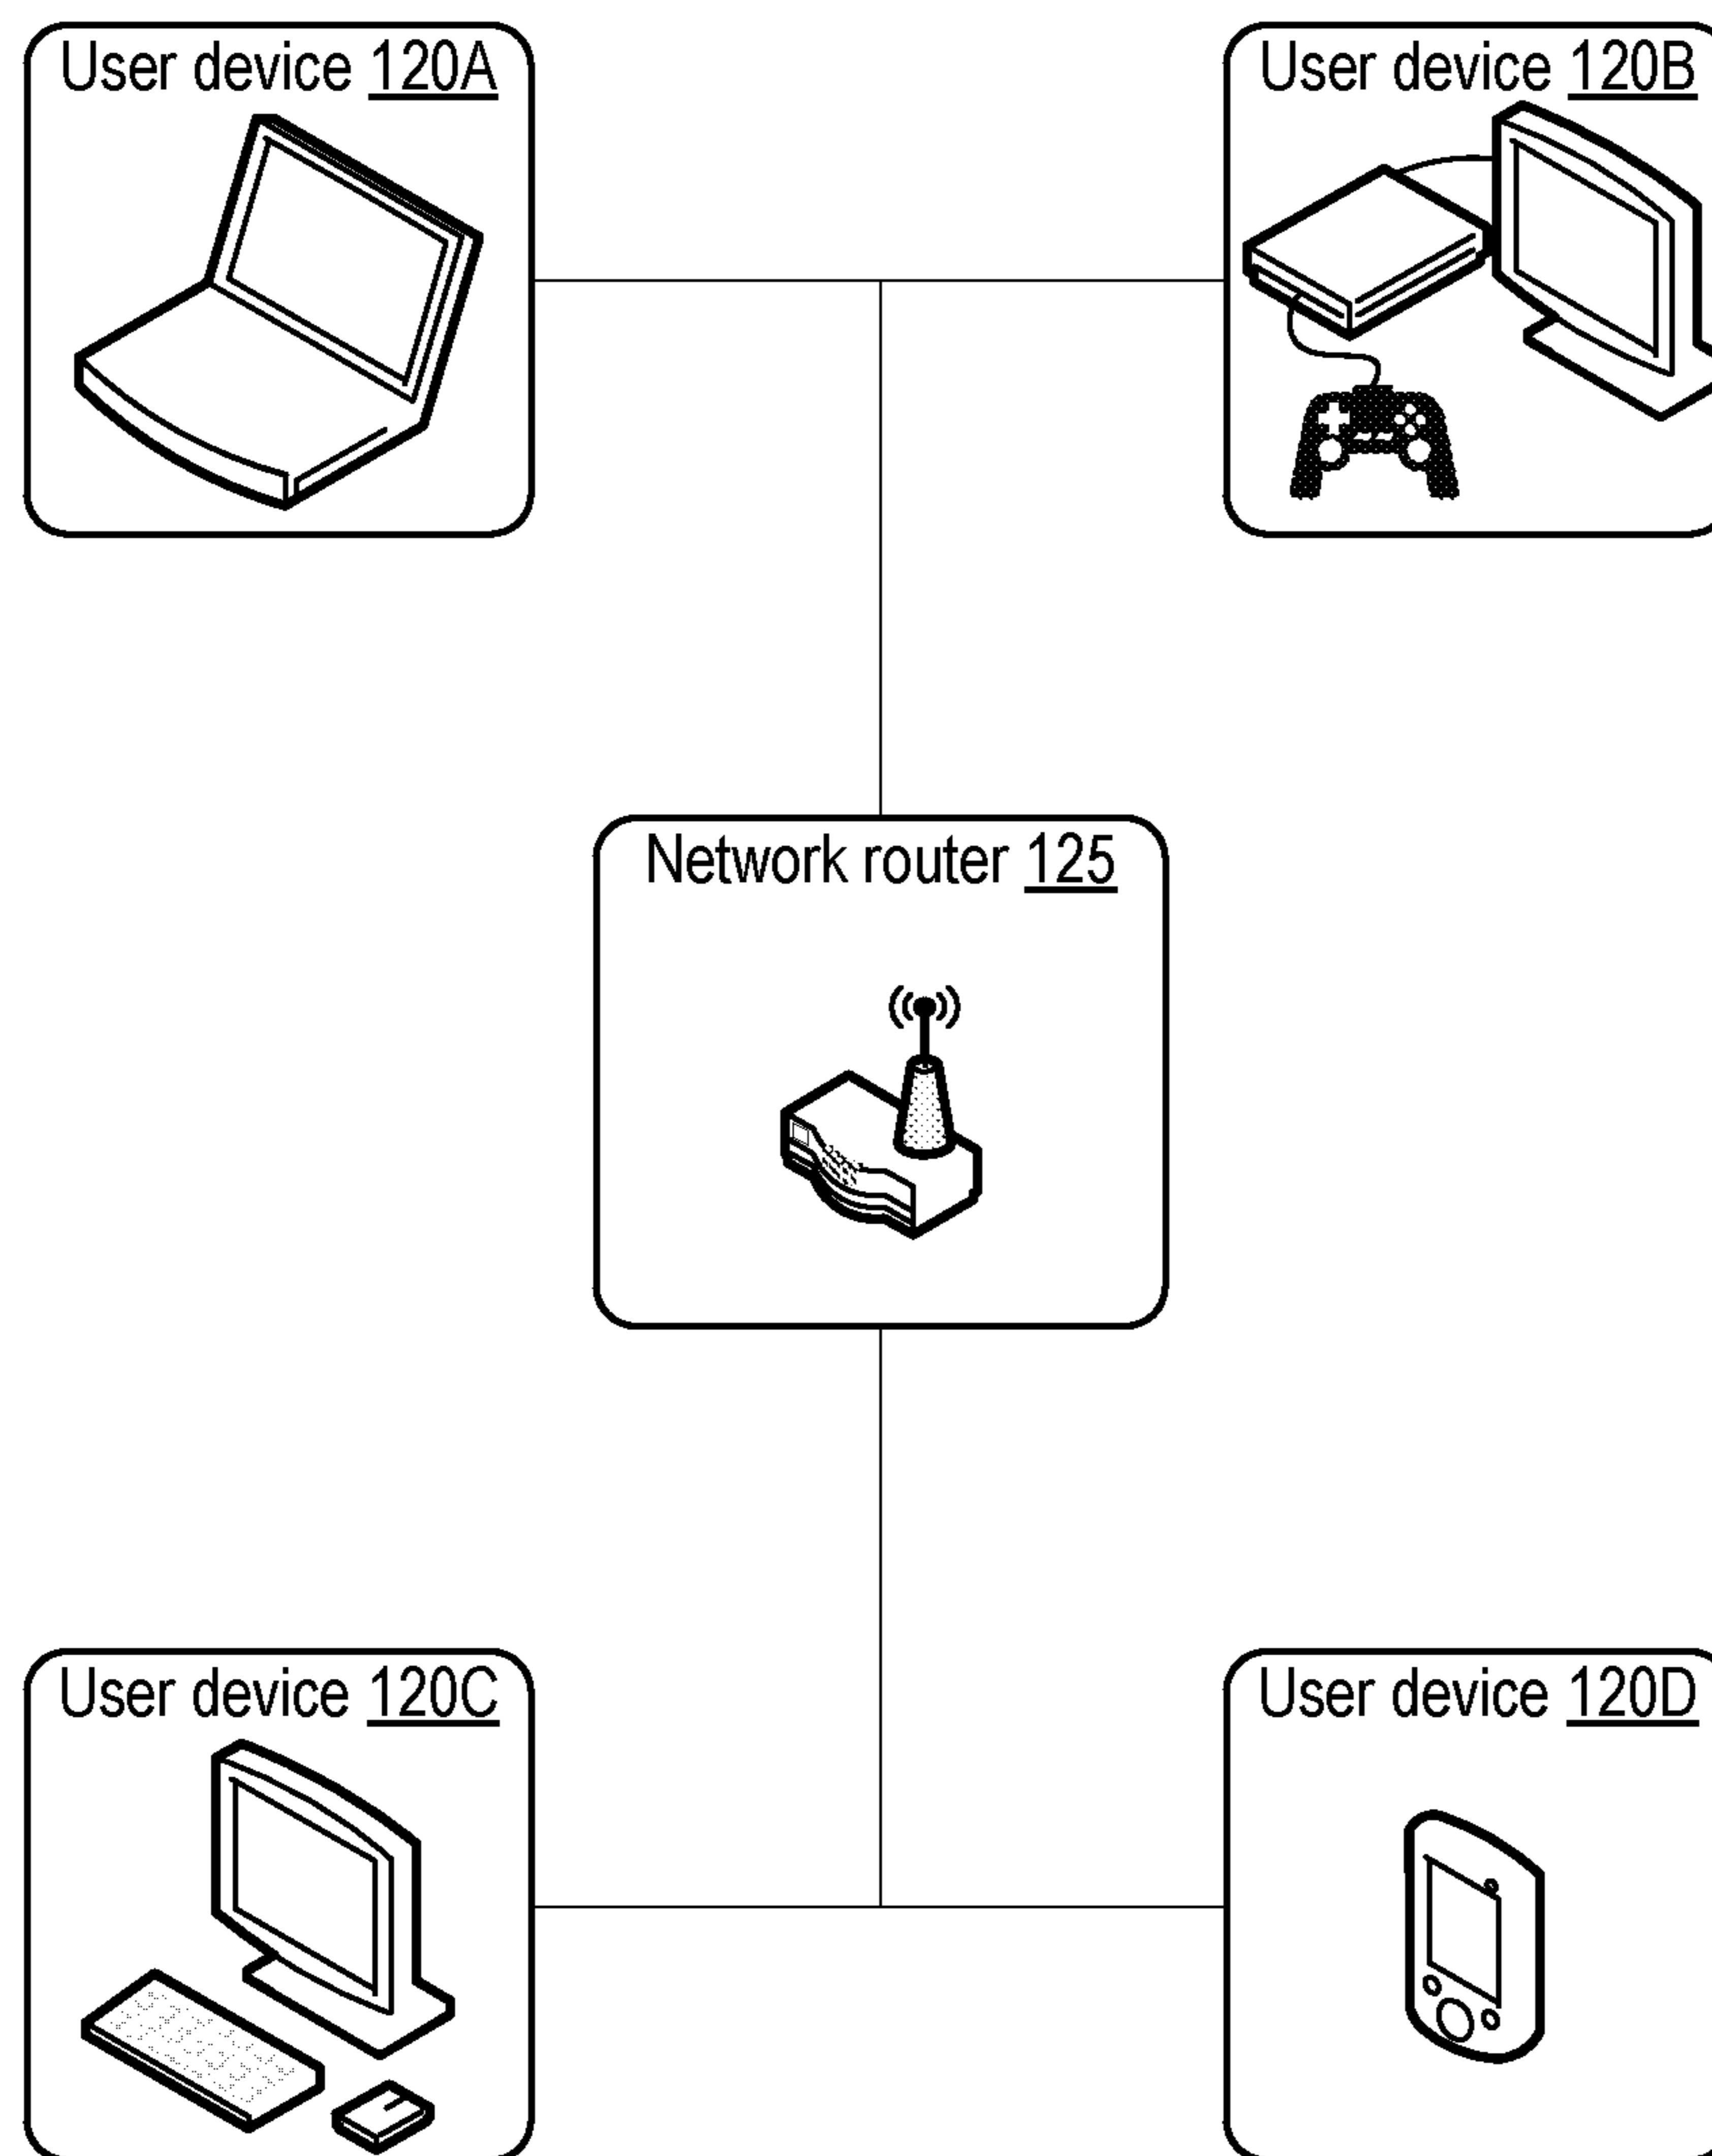 User device 120A
User device 120B
Network router 125
User device 120C
User device 120D